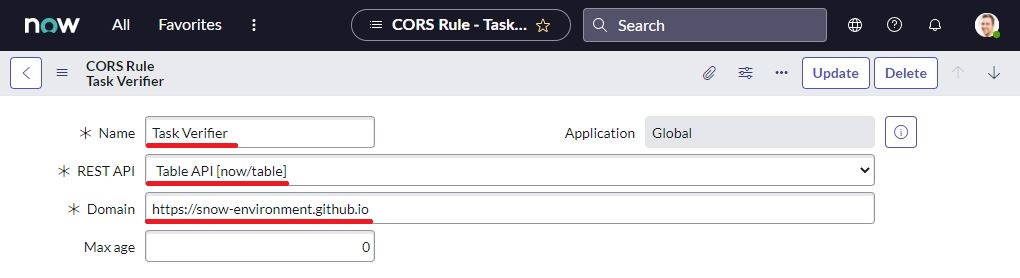 now All Favorites CORS Rule - Task... Search
CORS Rule
Task Verifier
Update Delete
Name Task Verifier Application Global
REST API Table API [now/table]
Domain https://snow-environment.github.io
Max age 0